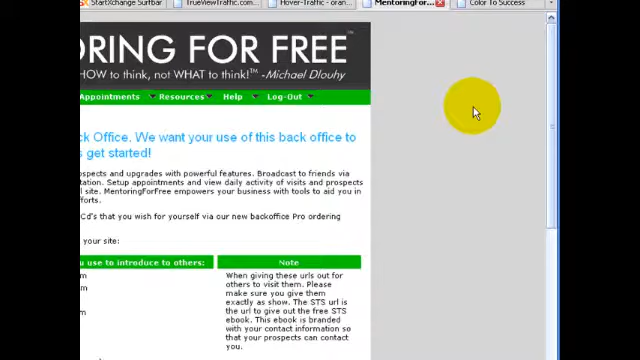 StartXchange Surfbar TrueViewTraffic.com... Hover-Traffic - oran... MentoringFor... Color To Success
ORING FOR FREE™
HOW to think, not WHAT to think!™ -Michael Dlouhy
Appointments Resources Help Log-Out
ck Office. We want your use of this back office to
s get started!
spects and upgrades with powerful features. Broadcast to friends via
tation. Setup appointments and view daily activity of visits and prospects
l site. MentoringForFree empowers your business with tools to aid you in
fforts.
Cd's that you wish for yourself via our new backoffice Pro ordering
your site:
u use to introduce to others:
m
m
m
Note
When giving these urls out for
others to visit them. Please
make sure you give them
exactly as show. The STS url is
the url to give out the free STS
ebook. This ebook is branded
with your contact information so
that your prospects can contact
you.